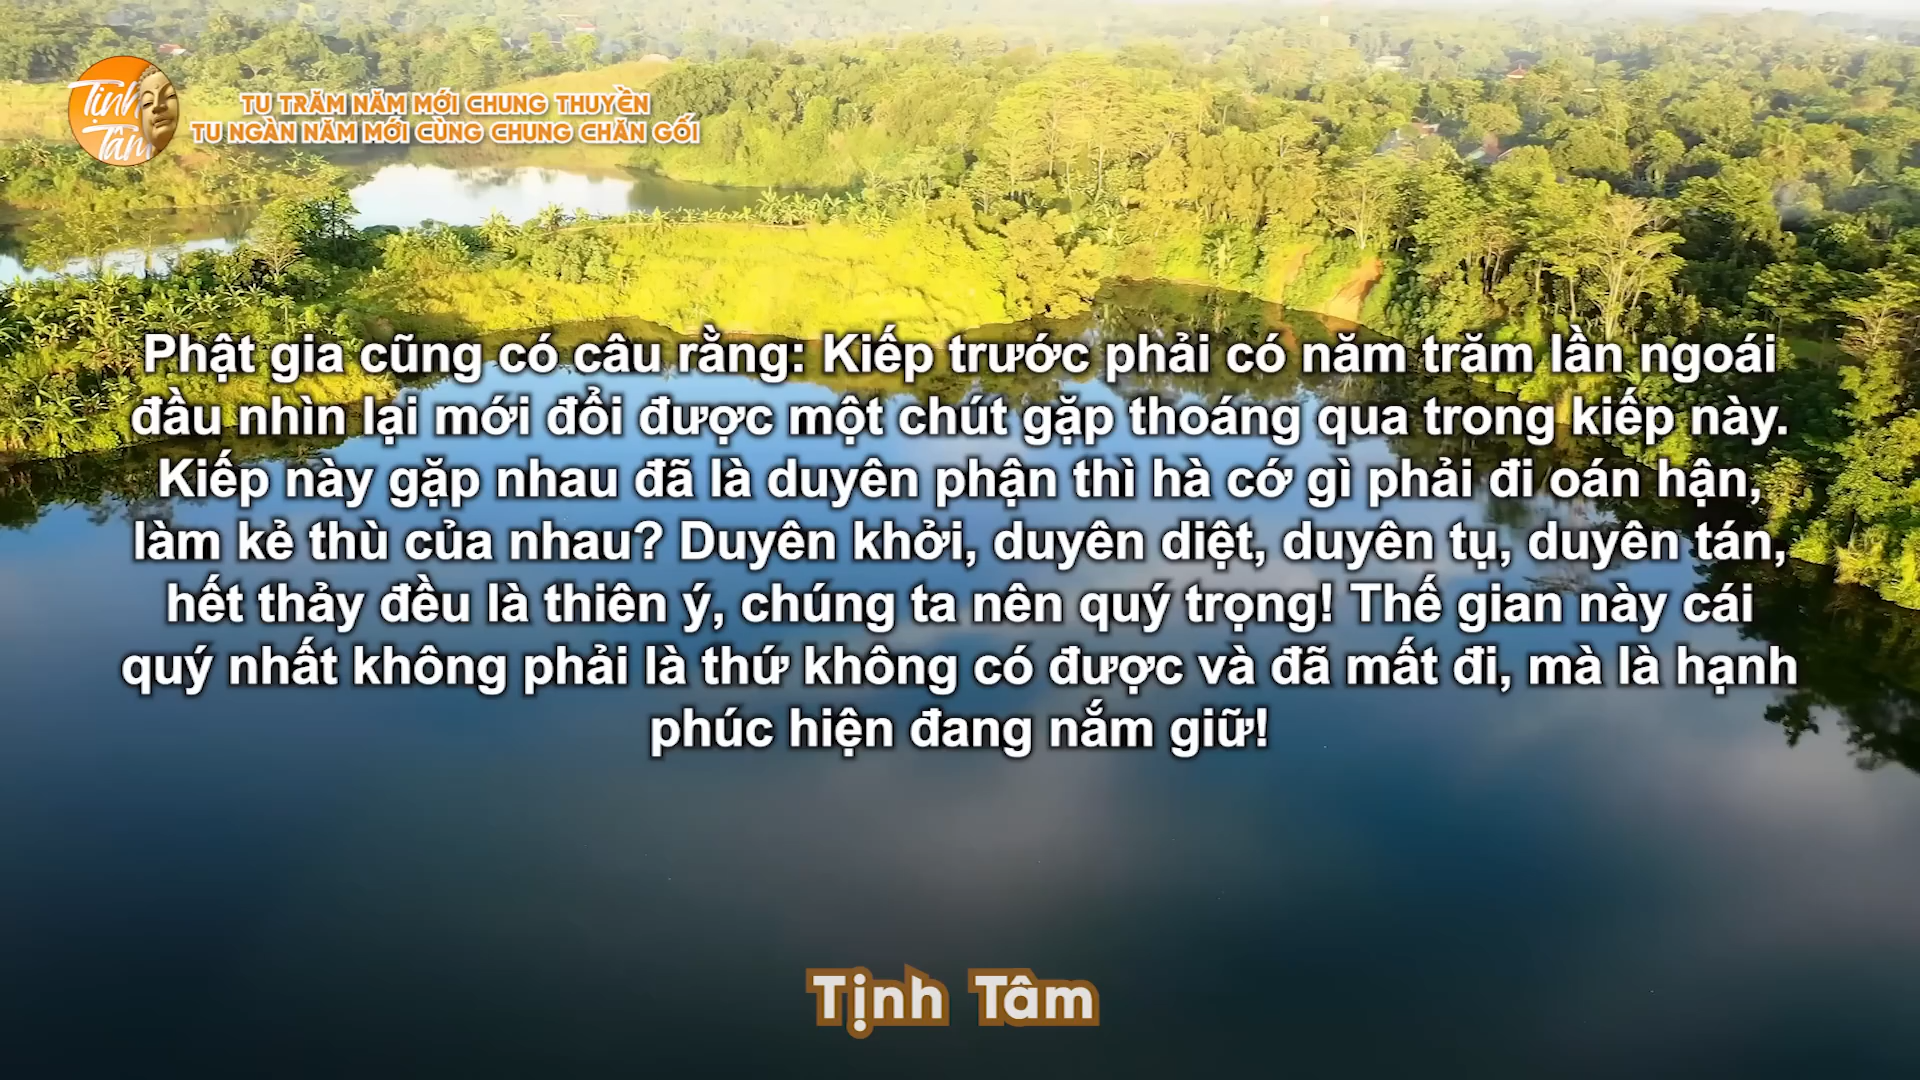 Tịnh
Tâm
TU TRĂM NĂM MỚI CHUNG THUYỀN
TU NGÀN NĂM MỚI CÙNG CHUNG CHĂN GỐI
Phật gia cũng có câu rằng: Kiếp trước phải có năm trăm lần ngoái
đầu nhìn lại mới đổi được một chút gặp thoáng qua trong kiếp này.
Kiếp này gặp nhau đã là duyên phận thì hà cớ gì phải đi oán hận,
làm kẻ thù của nhau? Duyên khởi, duyên diệt, duyên tụ, duyên tán,
hết thảy đều là thiên ý, chúng ta nên quý trọng! Thế gian này cái
quý nhất không phải là thứ không có được và đã mất đi, mà là hạnh
phúc hiện đang nắm giữ!
Tịnh Tâm